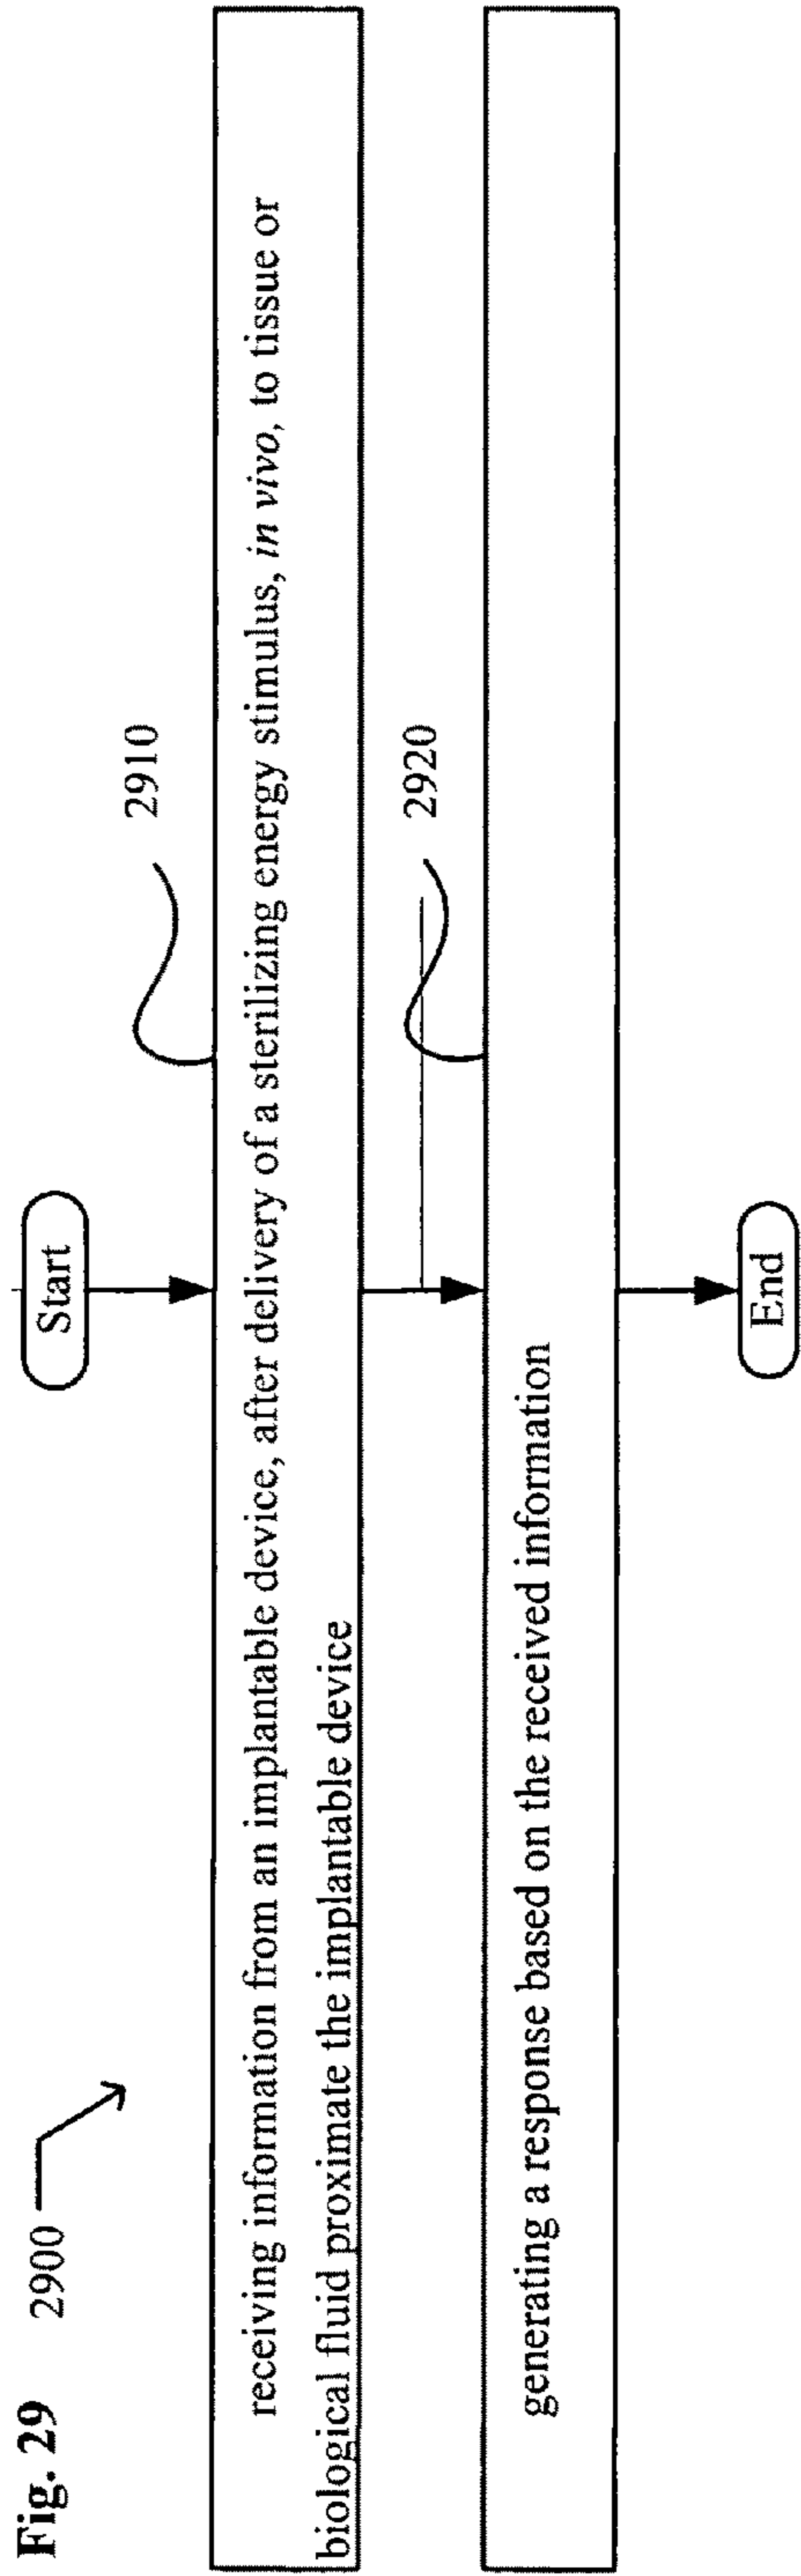 Fig. 29
2900
Start
2910
receiving information from an implantable device, after delivery of a sterilizing energy stimulus, in vivo, to tissue or
biological fluid proximate the implantable device
2920
generating a response based on the received information
End